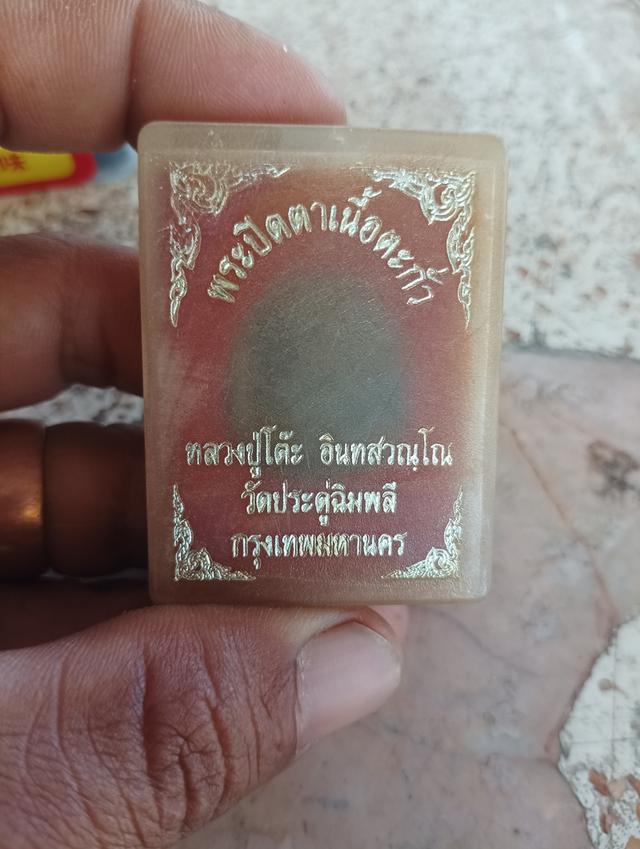 พระปิดตาเนื้อตะกั่ว
หลวงปู่โต๊ะ อินทสวณฺโณ
วัดประดู่ฉิมพลี
กรุงเทพมหานคร
味